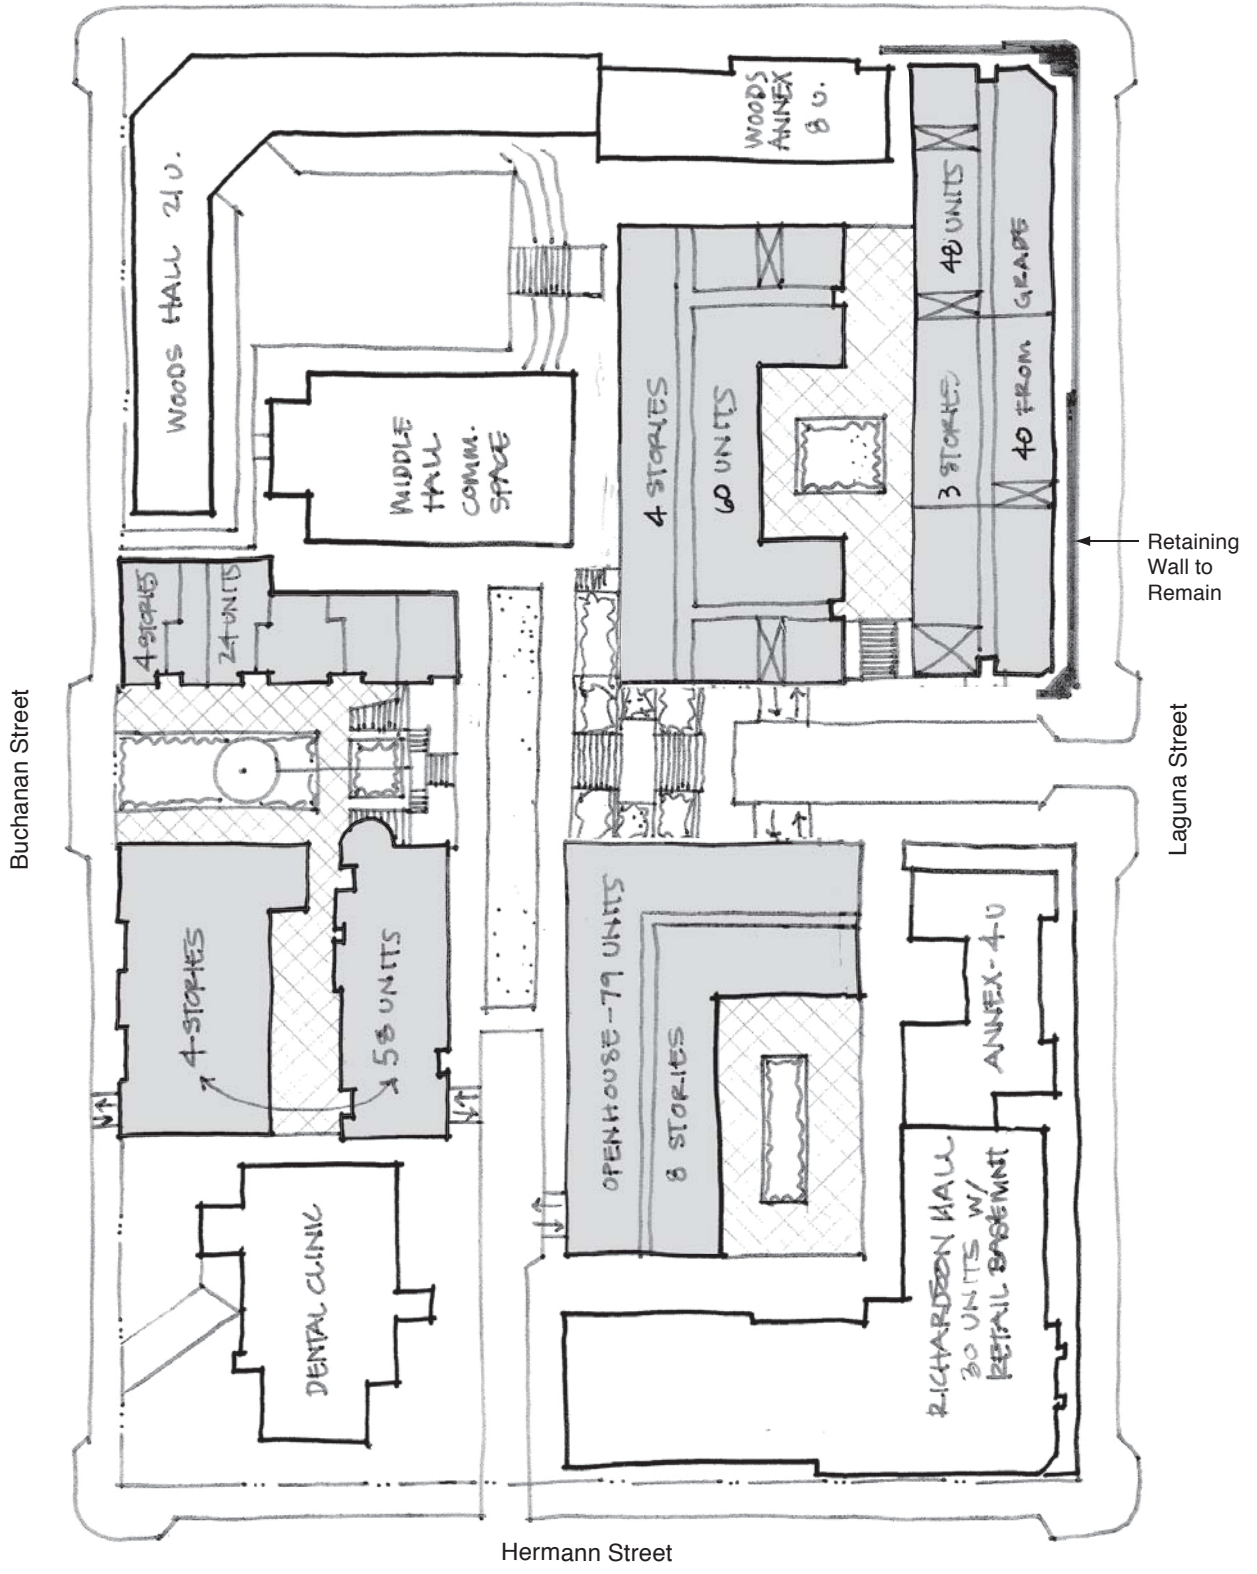 WOODS
ANNEX
8 U.
WOODS HALL 21 U.
48 UNITS
GRADE
3 STORIES
40 FROM
4 STORIES
60 UNITS
MIDDLE
HALL
COMM.
SPACE
Retaining
Wall to
Remain
4 STORIES
24 UNITS
Buchanan Street
Laguna Street
4-STORIES
58 UNITS
OPENHOUSE-79 UNITS
8 STORIES
ANNEX-4U
DENTAL CLINIC
RICHARDSON HALL
30 UNITS W/
RETAIL BASEMNT
Hermann Street